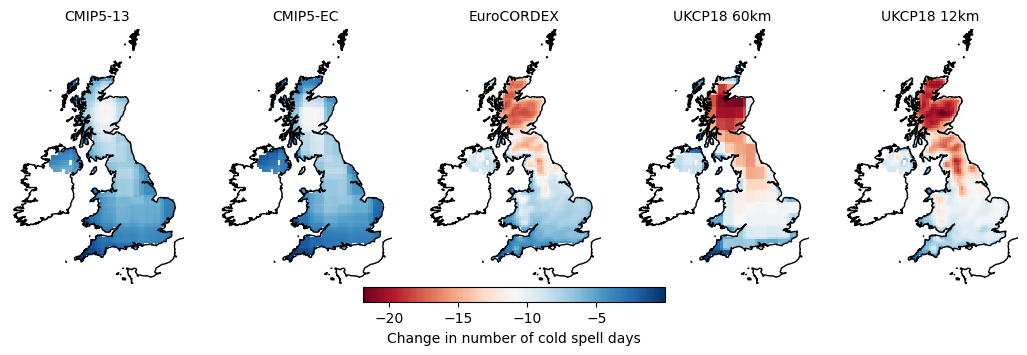 CMIP5-13
CMIP5-EC
EuroCORDEX
UKCP18 60km
UKCP18 12km
−20
−15
−10
−5
Change in number of cold spell days